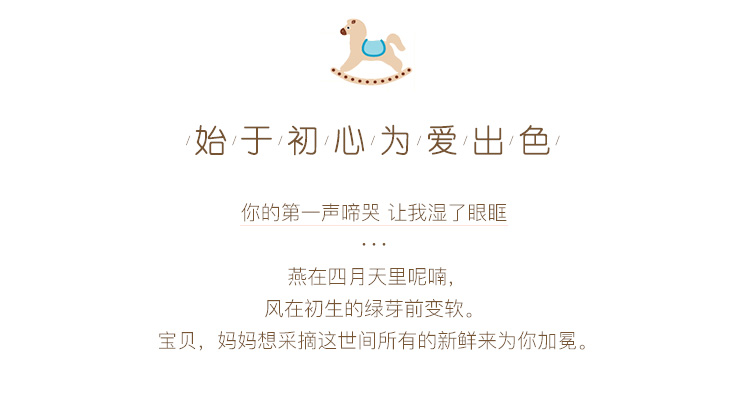 /始/于/初/心/为/爱/出/色/
你的第一声啼哭 让我湿了眼眶
...
燕在四月天里呢喃,
风在初生的绿芽前变软。
宝贝，妈妈想采摘这世间所有的新鲜来为你加冕。